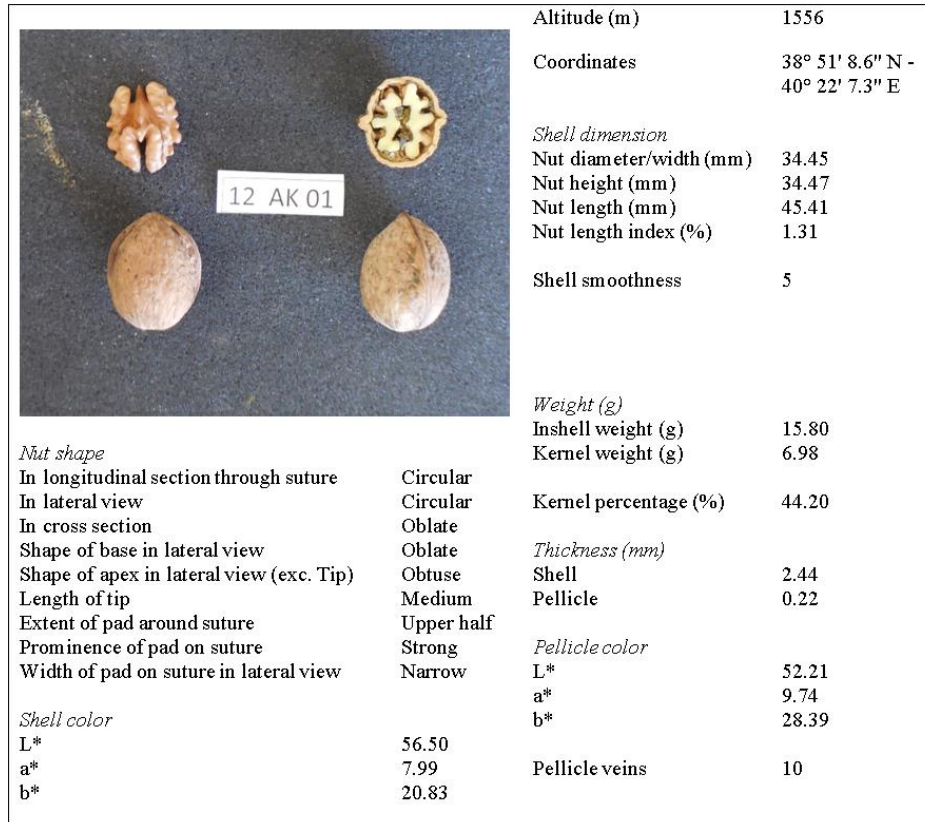 12 AK 01
Nut shape
In longitudinal section through suture Circular
In lateral view Circular
In cross section Oblate
Shape of base in lateral view Oblate
Shape of apex in lateral view (exc. Tip) Obtuse
Length of tip Medium
Extent of pad around suture Upper half
Prominence of pad on suture Strong
Width of pad on suture in lateral view Narrow
Shell color
L* 56.50
a* 7.99
b* 20.83
Altitude (m) 1556
Coordinates 38° 51' 8.6" N -
40° 22' 7.3" E
Shell dimension
Nut diameter/width (mm) 34.45
Nut height (mm) 34.47
Nut length (mm) 45.41
Nut length index (%) 1.31
Shell smoothness 5
Weight (g)
Inshell weight (g) 15.80
Kernel weight (g) 6.98
Kernel percentage (%) 44.20
Thickness (mm)
Shell 2.44
Pellicle 0.22
Pellicle color
L* 52.21
a* 9.74
b* 28.39
Pellicle veins 10